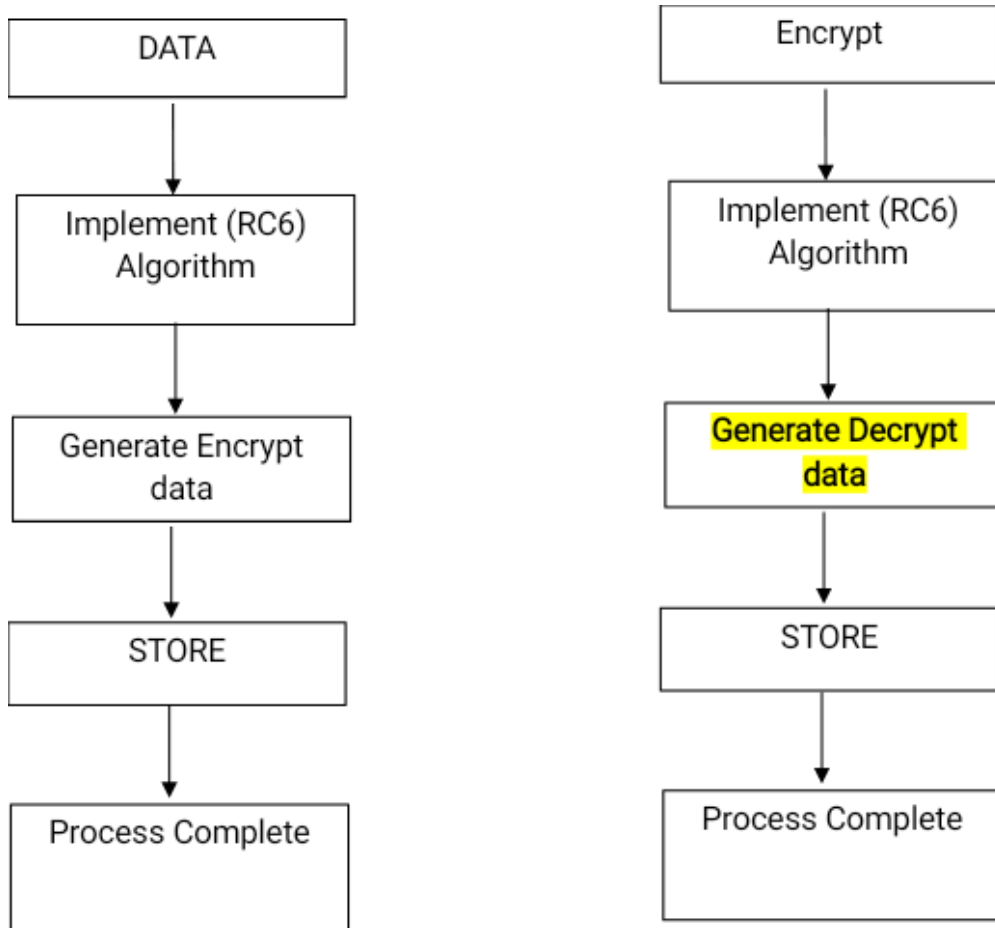 DATA
Implement (RC6)
Algorithm
Generate Encrypt
data
STORE
Process Complete
Encrypt
Implement (RC6)
Algorithm
Generate Decrypt
data
STORE
Process Complete